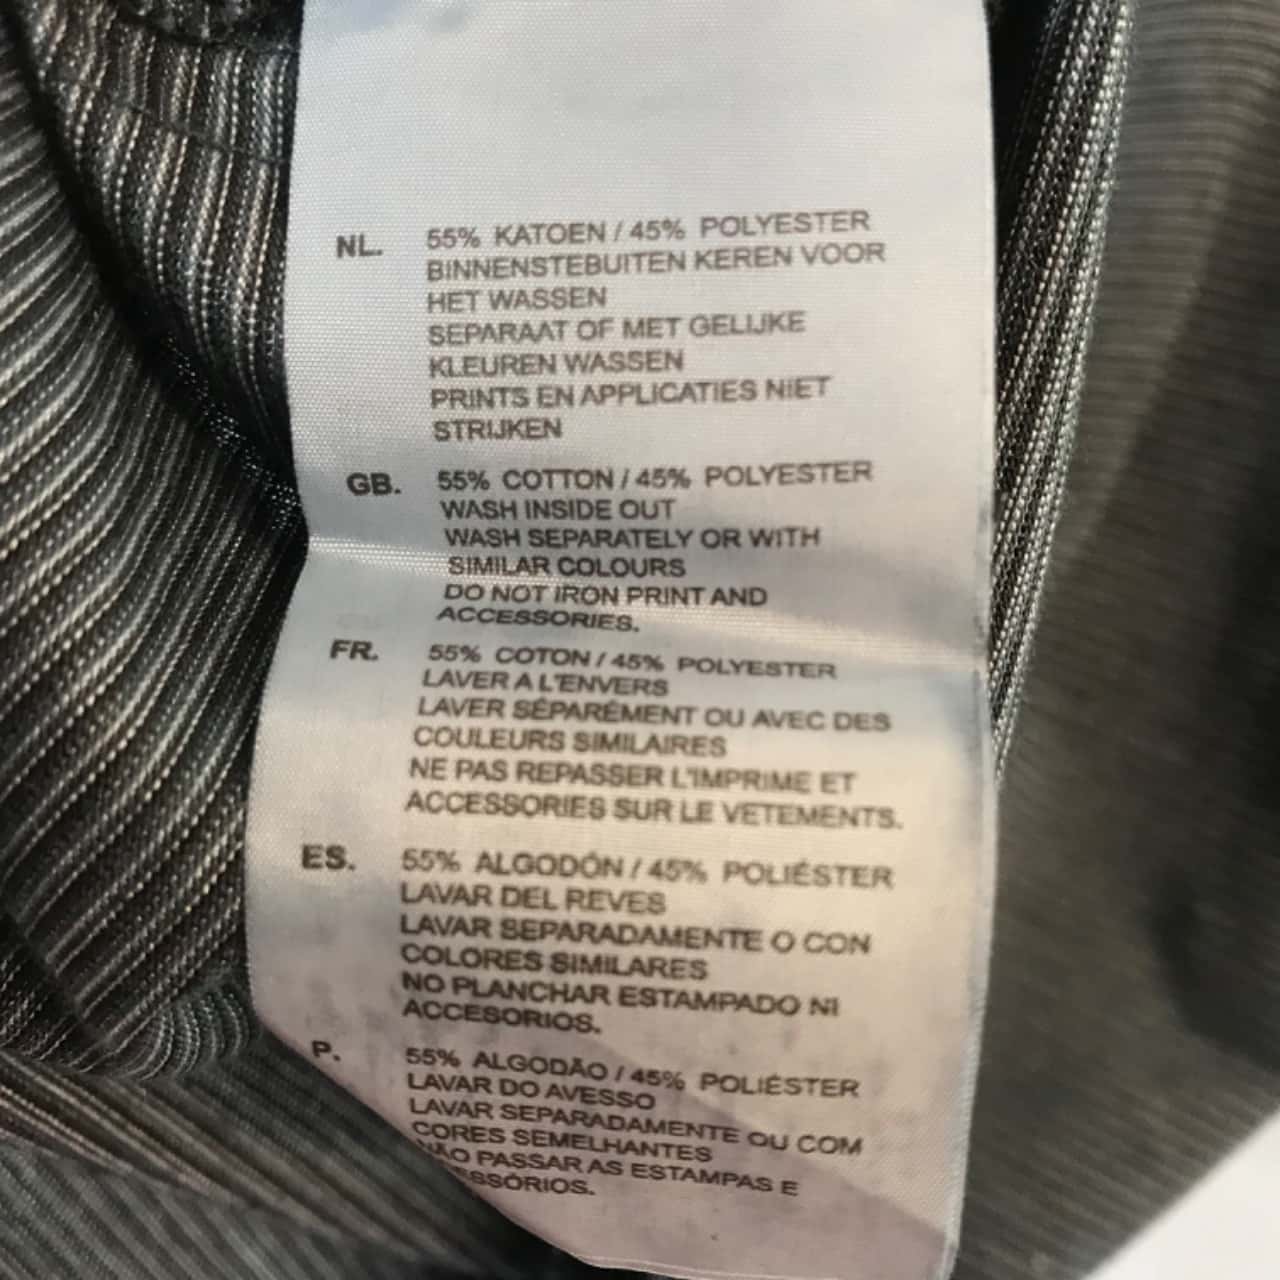 NL. 55% KATOEN / 45% POLYESTER
BINNENSTEBUITEN KEREN VOOR
HET WASSEN
SEPARAAT OF MET GELIJKE
KLEUREN WASSEN
PRINTS EN APPLICATIES NIET
STRIJKEN
GB. 55% COTTON / 45% POLYESTER
WASH INSIDE OUT
WASH SEPARATELY OR WITH
SIMILAR COLOURS
DO NOT IRON PRINT AND
ACCESSORIES.
FR. 55% COTON / 45% POLYESTER
LAVER A L'ENVERS
LAVER SÉPARÉMENT OU AVEC DES
COULEURS SIMILAIRES
NE PAS REPASSER L'IMPRIME ET
ACCESSORIES SUR LE VETEMENTS.
ES. 55% ALGODÓN / 45% POLIÉSTER
LAVAR DEL REVES
LAVAR SEPARADAMENTE O CON
COLORES SIMILARES
NO PLANCHAR ESTAMPADO NI
ACCESORIOS.
P. 55% ALGODÃO / 45% POLIÉSTER
LAVAR DO AVESSO
LAVAR SEPARADAMENTE OU COM
CORES SEMELHANTES
NÃO PASSAR AS ESTAMPAS E